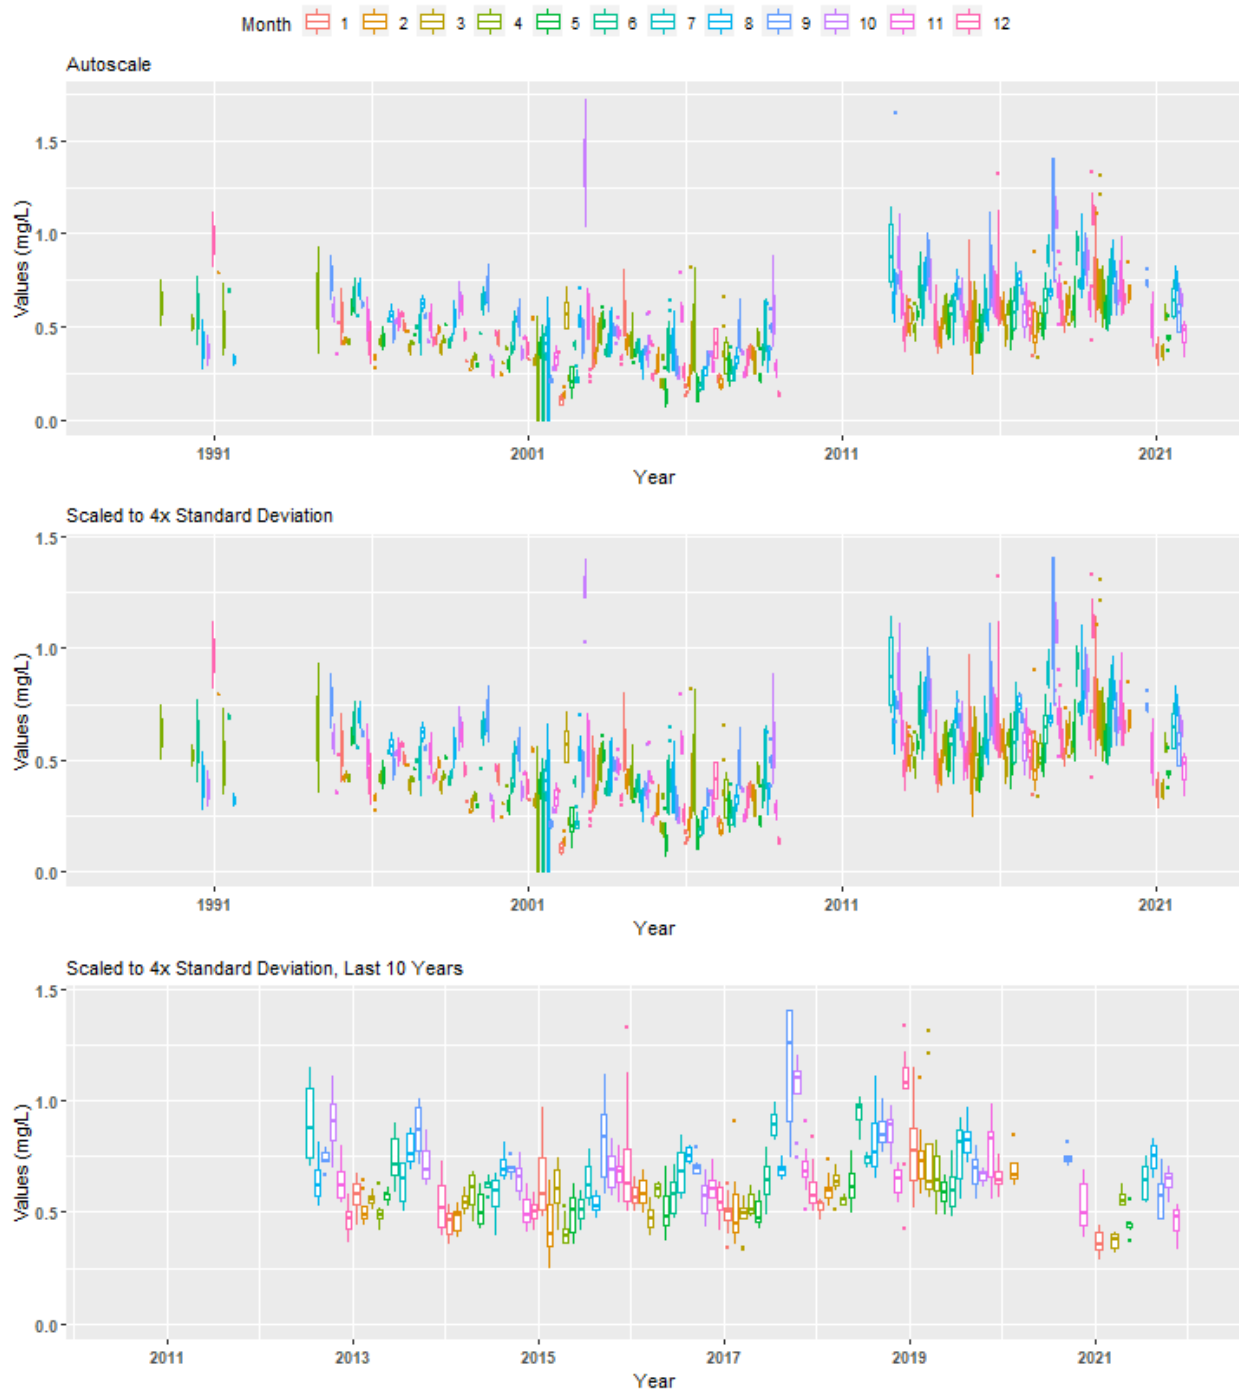 Month 1 2 3 4 5 6 7 8 9 10 11 12
Autoscale
Values (mg/L)
1.5
1.0
0.5
0.0
1991 2001 2011 2021
Year
Scaled to 4x Standard Deviation
Values (mg/L)
1.5
1.0
0.5
0.0
1991 2001 2011 2021
Year
Scaled to 4x Standard Deviation, Last 10 Years
Values (mg/L)
1.5
1.0
0.5
0.0
2011 2013 2015 2017 2019 2021
Year